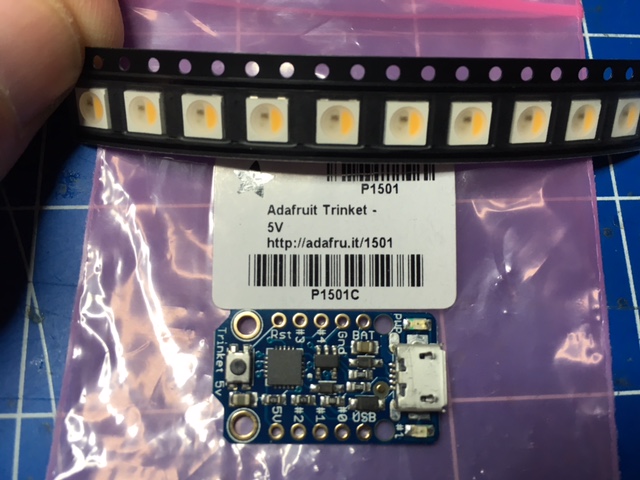 P1501
Adafruit Trinket -
5V
http://adafru.it/1501
P1501C
Rst #3 #4 Gnd BAT
PWR
Trinket 5V
5V #2 #1 #0 USB
#1